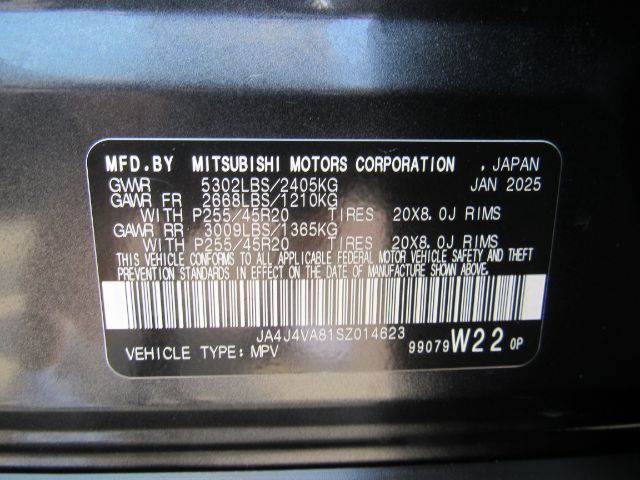 MFD.BY MITSUBISHI MOTORS CORPORATION , JAPAN
GVWR 5302LBS/2405KG JAN 2025
GAWR FR 2668LBS/1210KG
WITH P255/45R20 TIRES 20X8.0J RIMS
GAWR RR 3009LBS/1365KG
WITH P255/45R20 TIRES 20X8.0J RIMS
THIS VEHICLE CONFORMS TO ALL APPLICABLE FEDERAL MOTOR VEHICLE SAFETY AND THEFT
PREVENTION STANDARDS IN EFFECT ON THE DATE OF MANUFACTURE SHOWN ABOVE.
JA4J4VA81SZ014623
VEHICLE TYPE:MPV 99079W22 0P